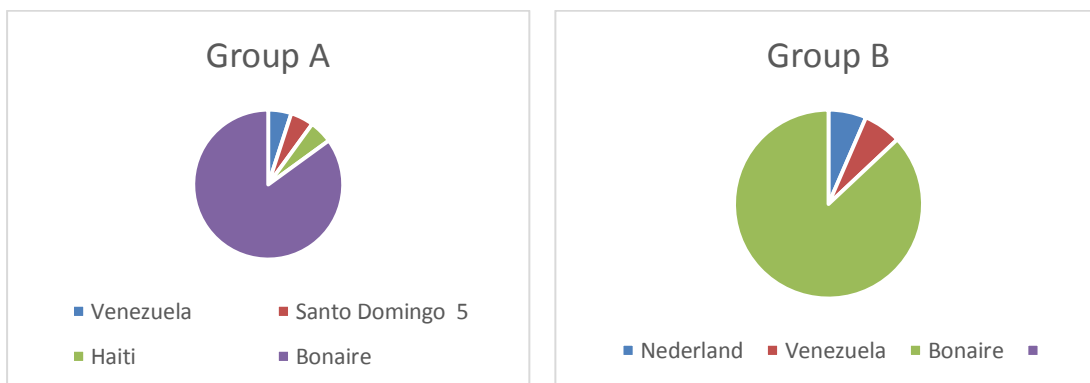 Group A
Venezuela
Santo Domingo 5
Haiti
Bonaire
Group B
Nederland
Venezuela
Bonaire